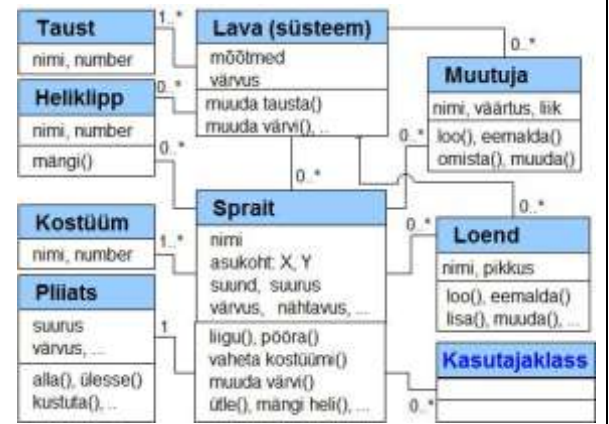 Taust
nimi, number
1..*
Heliklipp
nimi, number
mängi()
0..*
0..*
Kostüüm
nimi, number
1..*
Pliiats
suurus
värvus, ...
alla(), ülesse()
kustuta(), ..
1
Lava (süsteem)
mõõtmed
värvus
muuda tausta()
muuda värvi(), ..
0..*
Sprait
nimi
asukoht: X, Y
suund, suurus
värvus, nähtavus, ...
liigu(), pööra()
vaheta kostüümi()
muuda värvi()
ütle(), mängi heli(), ...
0..*
Muutuja
nimi, väärtus, liik
loo(), eemalda()
omista(), muuda()
0..*
0..*
0..*
Loend
nimi, pikkus
loo(), eemalda()
lisa(), muuda(), ...
Kasutajaklass
0..*